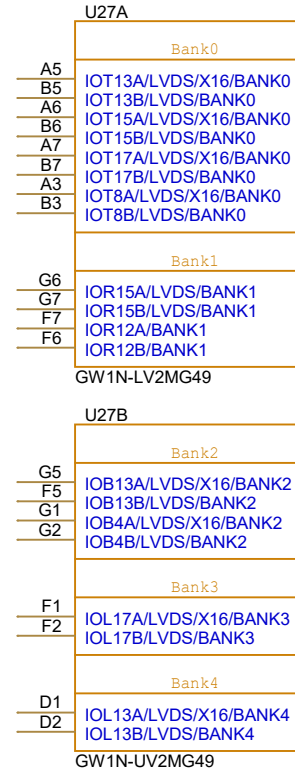 U27A
Bank0
A5 IOT13A/LVDS/X16/BANK0
B5 IOT13B/LVDS/BANK0
A6 IOT15A/LVDS/X16/BANK0
B6 IOT15B/LVDS/BANK0
A7 IOT17A/LVDS/X16/BANK0
B7 IOT17B/LVDS/BANK0
A3 IOT8A/LVDS/X16/BANK0
B3 IOT8B/LVDS/BANK0
Bank1
G6 IOR15A/LVDS/BANK1
G7 IOR15B/LVDS/BANK1
F7 IOR12A/BANK1
F6 IOR12B/BANK1
GW1N-LV2MG49
U27B
Bank2
G5 IOB13A/LVDS/X16/BANK2
F5 IOB13B/LVDS/BANK2
G1 IOB4A/LVDS/X16/BANK2
G2 IOB4B/LVDS/BANK2
Bank3
F1 IOL17A/LVDS/X16/BANK3
F2 IOL17B/LVDS/BANK3
Bank4
D1 IOL13A/LVDS/X16/BANK4
D2 IOL13B/LVDS/BANK4
GW1N-UV2MG49